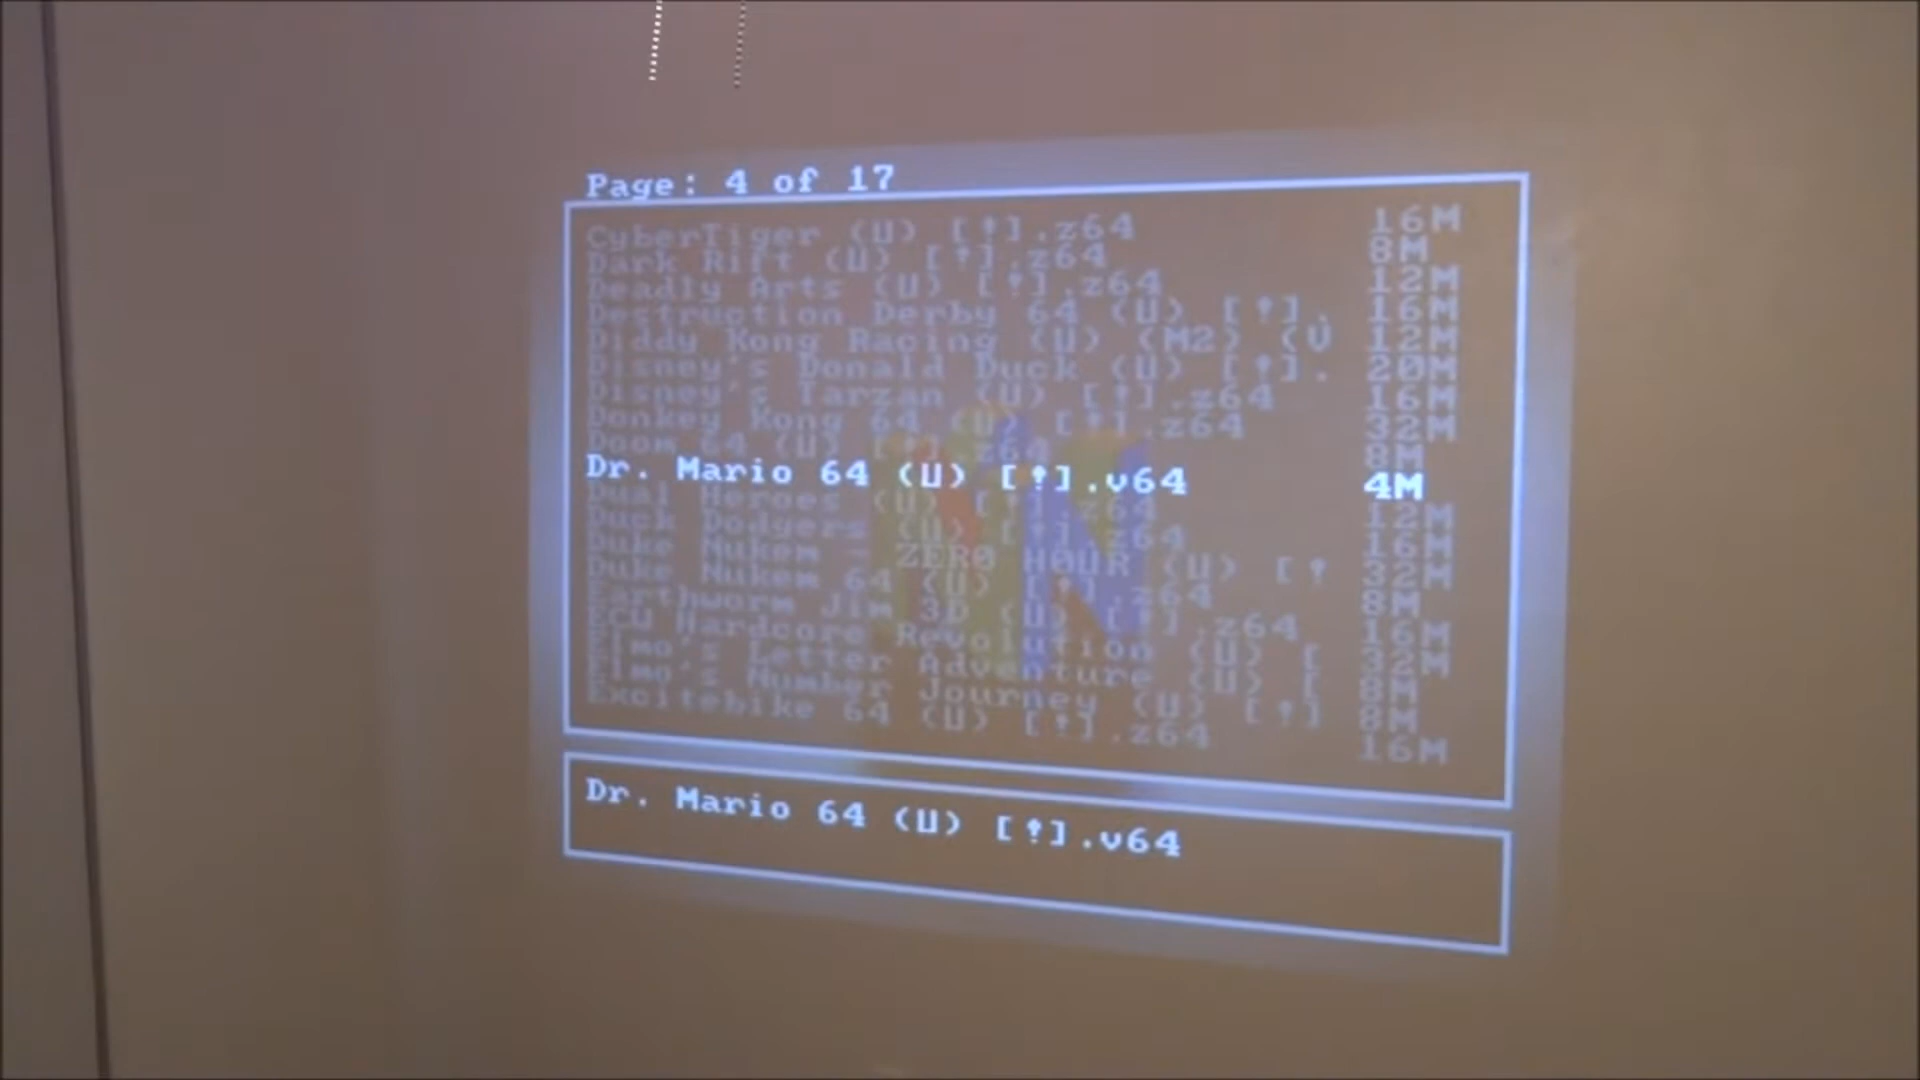 Page: 4 of 17
CyberTiger (U) [!].z64 16M
Dark Rift (U) [!].z64 8M
Deadly Arts (U) [!].z64 12M
Destruction Derby 64 (U) [!]. 16M
Diddy Kong Racing (U) (M2) (V 12M
Disney's Donald Duck (U) [!]. 20M
Disney's Tarzan (U) [!].z64 16M
Donkey Kong 64 (U) [!].z64 32M
Doom 64 (U) [!].z64 8M
Dr. Mario 64 (U) [!].v64 4M
Dual Heroes (U) [!].z64 12M
Duck Dodgers (U) [!].z64 16M
Duke Nukem - ZER0 H0UR (U) [! 32M
Duke Nukem 64 (U) [!].z64 8M
Earthworm Jim 3D (U) [!].z64 16M
ECW Hardcore Revolution (U) [ 32M
Elmo's Letter Adventure (U) [ 8M
Elmo's Number Journey (U) [!] 8M
Excitebike 64 (U) [!].z64 16M
Dr. Mario 64 (U) [!].v64